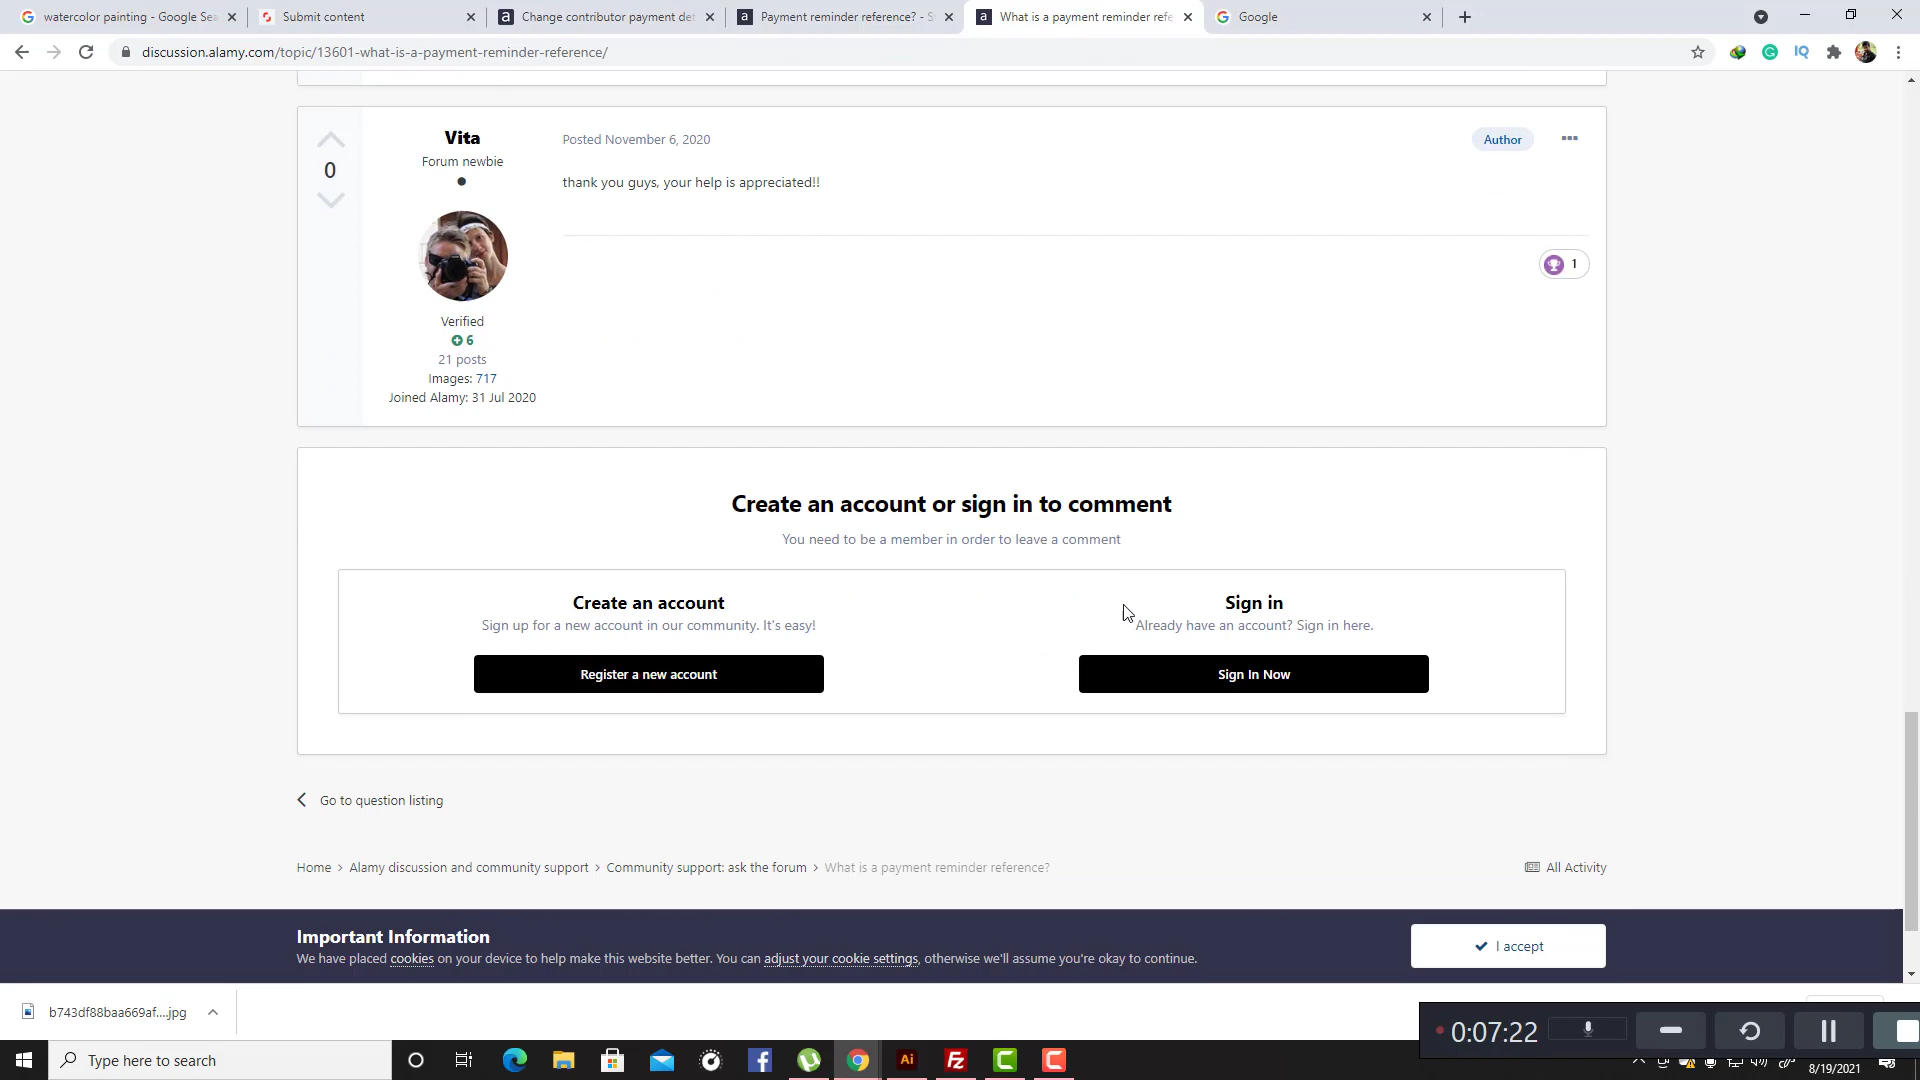 watercolor painting - Google Sea
Submit content
Change contributor payment det
Payment reminder reference? - S
What is a payment reminder refe
Google
discussion.alamy.com/topic/13601-what-is-a-payment-reminder-reference/
Vita
Forum newbie
0
Posted November 6, 2020
Author
thank you guys, your help is appreciated!!
1
Verified
6
21 posts
Images: 717
Joined Alamy: 31 Jul 2020
Create an account or sign in to comment
You need to be a member in order to leave a comment
Create an account
Sign up for a new account in our community. It's easy!
Register a new account
Sign in
Already have an account? Sign in here.
Sign In Now
Go to question listing
Home > Alamy discussion and community support > Community support: ask the forum > What is a payment reminder reference?
All Activity
Important Information
We have placed cookies on your device to help make this website better. You can adjust your cookie settings, otherwise we'll assume you're okay to continue.
I accept
b743df88baa669af....jpg
0:07:22
Type here to search
8/19/2021